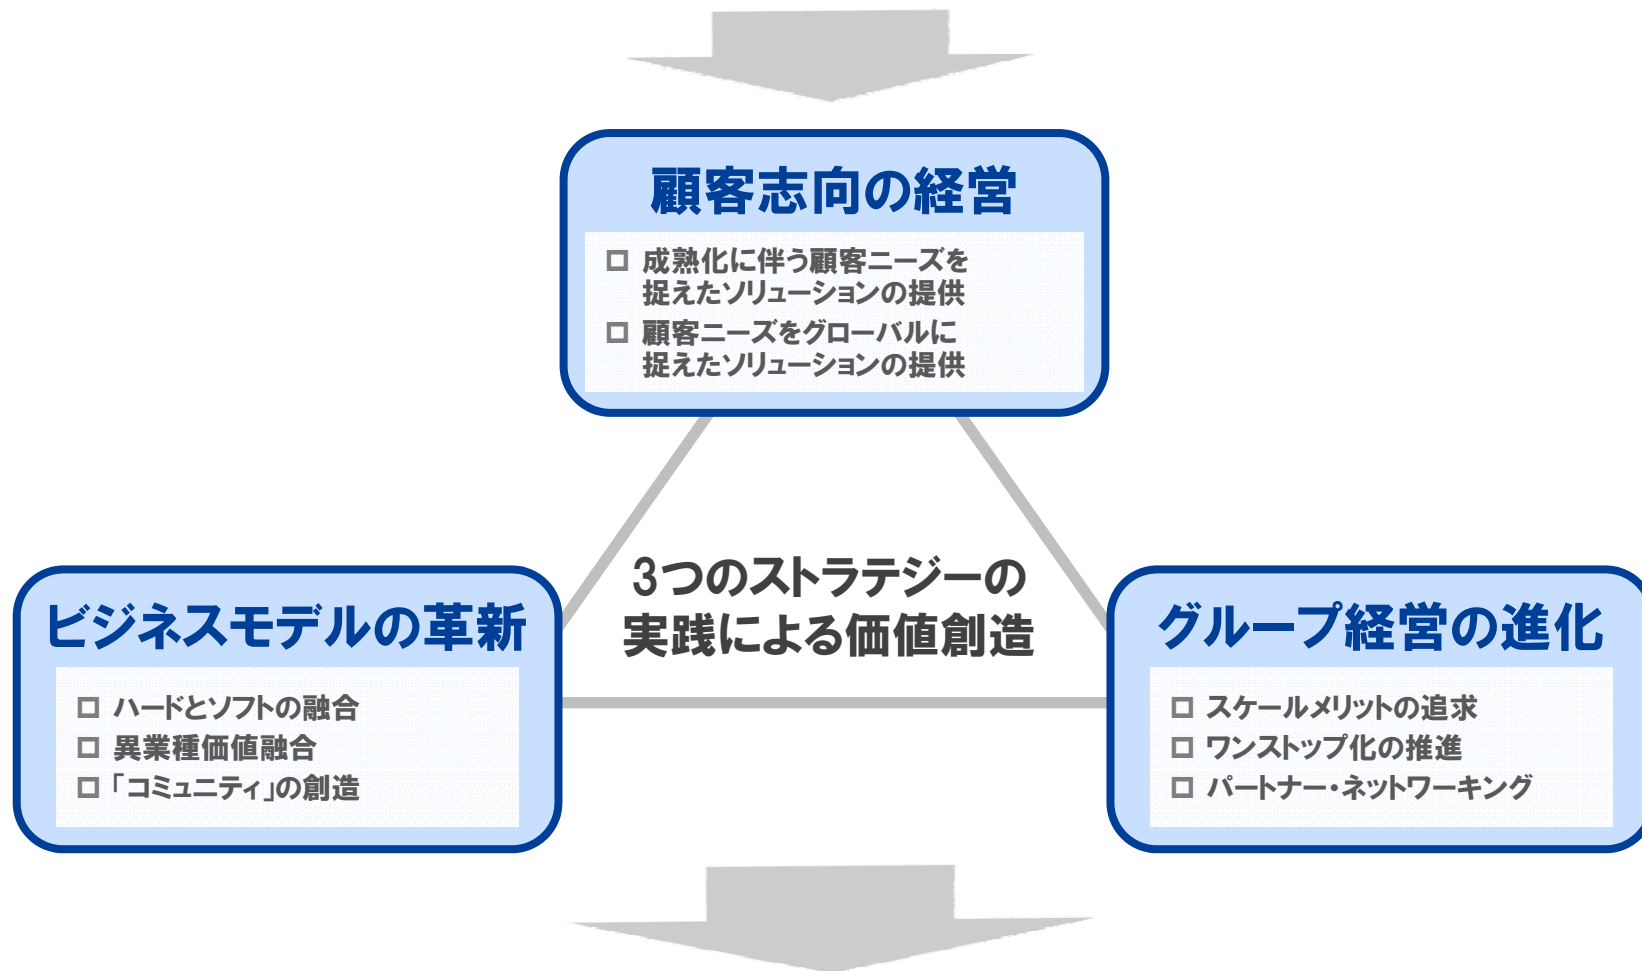 顧客志向の経営
□ 成熟化に伴う顧客ニーズを
捉えたソリューションの提供
□ 顧客ニーズをグローバルに
捉えたソリューションの提供
3つのストラテジーの
実践による価値創造
ビジネスモデルの革新
□ ハードとソフトの融合
□ 異業種価値融合
□ 「コミュニティ」の創造
グループ経営の進化
□ スケールメリットの追求
□ ワンストップ化の推進
□ パートナー・ネットワーキング